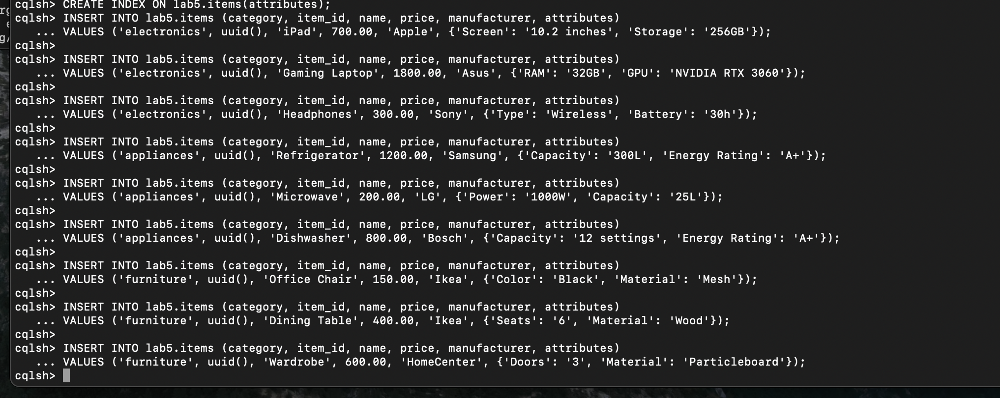 cqlsh> CREATE INDEX ON lab5.items(attributes);
cqlsh> INSERT INTO lab5.items (category, item_id, name, price, manufacturer, attributes)
   ... VALUES ('electronics', uuid(), 'iPad', 700.00, 'Apple', {'Screen': '10.2 inches', 'Storage': '256GB'});
cqlsh>
cqlsh> INSERT INTO lab5.items (category, item_id, name, price, manufacturer, attributes)
   ... VALUES ('electronics', uuid(), 'Gaming Laptop', 1800.00, 'Asus', {'RAM': '32GB', 'GPU': 'NVIDIA RTX 3060'});
cqlsh>
cqlsh> INSERT INTO lab5.items (category, item_id, name, price, manufacturer, attributes)
   ... VALUES ('electronics', uuid(), 'Headphones', 300.00, 'Sony', {'Type': 'Wireless', 'Battery': '30h'});
cqlsh>
cqlsh> INSERT INTO lab5.items (category, item_id, name, price, manufacturer, attributes)
   ... VALUES ('appliances', uuid(), 'Refrigerator', 1200.00, 'Samsung', {'Capacity': '300L', 'Energy Rating': 'A+'});
cqlsh>
cqlsh> INSERT INTO lab5.items (category, item_id, name, price, manufacturer, attributes)
   ... VALUES ('appliances', uuid(), 'Microwave', 200.00, 'LG', {'Power': '1000W', 'Capacity': '25L'});
cqlsh>
cqlsh> INSERT INTO lab5.items (category, item_id, name, price, manufacturer, attributes)
   ... VALUES ('appliances', uuid(), 'Dishwasher', 800.00, 'Bosch', {'Capacity': '12 settings', 'Energy Rating': 'A+'});
cqlsh>
cqlsh> INSERT INTO lab5.items (category, item_id, name, price, manufacturer, attributes)
   ... VALUES ('furniture', uuid(), 'Office Chair', 150.00, 'Ikea', {'Color': 'Black', 'Material': 'Mesh'});
cqlsh>
cqlsh> INSERT INTO lab5.items (category, item_id, name, price, manufacturer, attributes)
   ... VALUES ('furniture', uuid(), 'Dining Table', 400.00, 'Ikea', {'Seats': '6', 'Material': 'Wood'});
cqlsh>
cqlsh> INSERT INTO lab5.items (category, item_id, name, price, manufacturer, attributes)
   ... VALUES ('furniture', uuid(), 'Wardrobe', 600.00, 'HomeCenter', {'Doors': '3', 'Material': 'Particleboard'});
cqlsh>